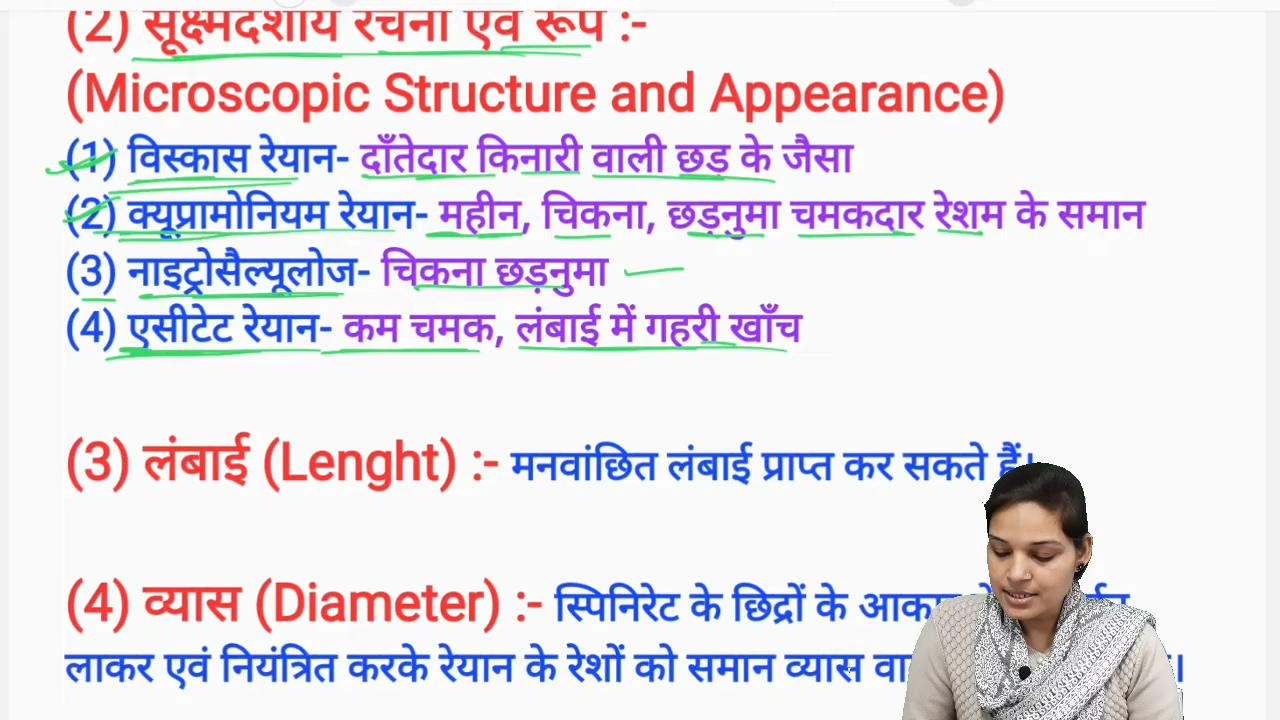 (2) सूक्ष्मदर्शीय रचना एवं रूप :-
(Microscopic Structure and Appearance)
(1) विस्कास रेयान- दाँतेदार किनारी वाली छड़ के जैसा
(2) क्यूप्रामोनियम रेयान- महीन, चिकना, छड़नुमा चमकदार रेशम के समान
(3) नाइट्रोसैल्यूलोज- चिकना छड़नुमा
(4) एसीटेट रेयान- कम चमक, लंबाई में गहरी खाँच
(3) लंबाई (Lenght) :- मनवांछित लंबाई प्राप्त कर सकते हैं।
(4) व्यास (Diameter) :- स्पिनिरेट के छिद्रों के
लाकर एवं नियंत्रित करके रेयान के रेशों को समान व्यास